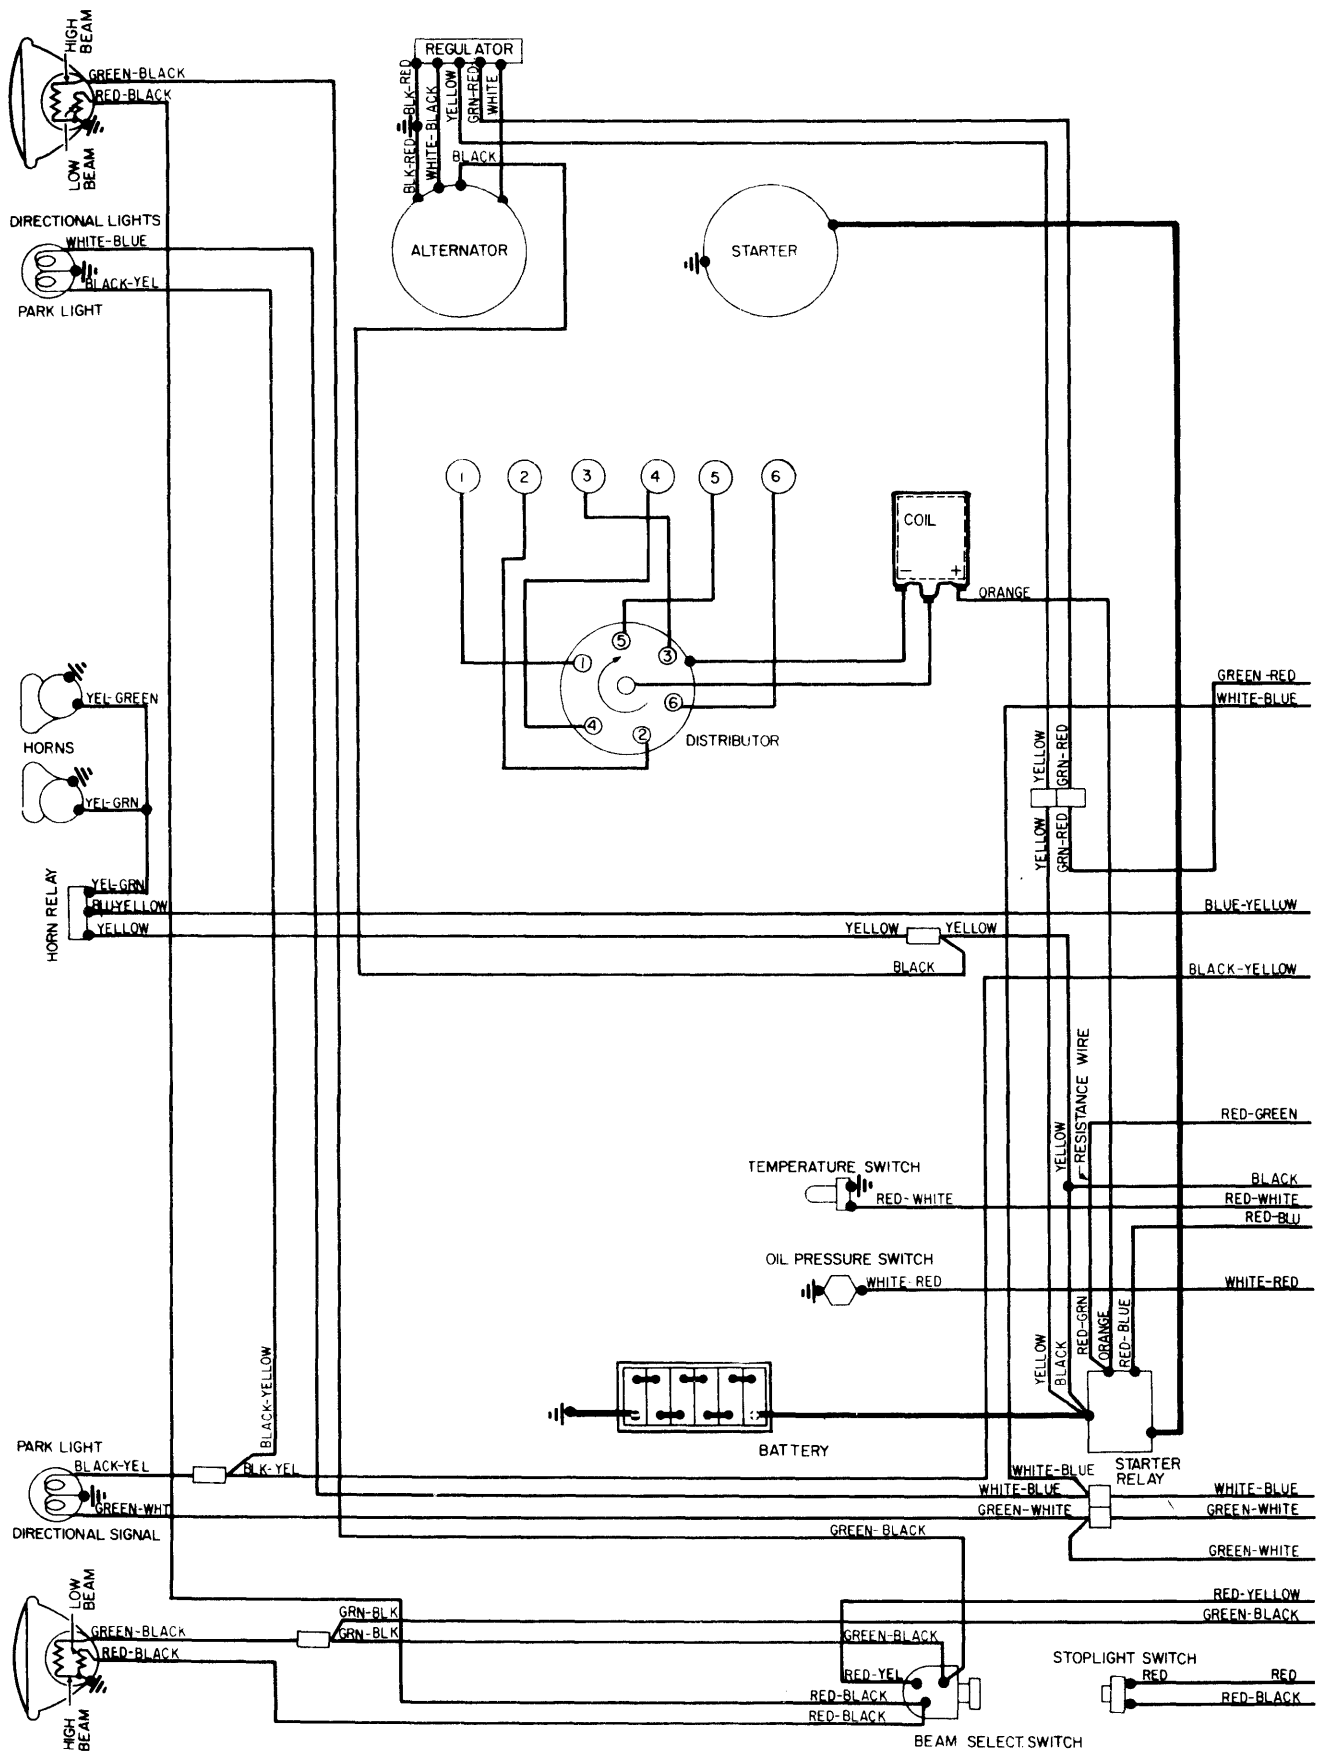 HIGH
BEAM
REGULATOR
GREEN-BLACK
RED-BLACK
BLK-RED
WHITE-BLACK
YELLOW
GRN-RED
WHITE
BLK-RED
BLACK
LOW
BEAM
DIRECTIONAL LIGHTS
WHITE-BLUE
BLACK-YEL
PARK LIGHT
ALTERNATOR
STARTER
1
2
3
4
5
6
COIL
− +
ORANGE
5
1
3
6
4
2
DISTRIBUTOR
YEL-GREEN
HORNS
YEL-GRN
GREEN-RED
WHITE-BLUE
YELLOW
GRN-RED
YELLOW
GRN-RED
HORN RELAY
YEL-GRN
BLU-YELLOW
YELLOW
YELLOW
YELLOW
BLUE-YELLOW
BLACK
BLACK-YELLOW
RESISTANCE WIRE
YELLOW
RED-GREEN
TEMPERATURE SWITCH
RED-WHITE
BLACK
RED-WHITE
RED-BLU
OIL PRESSURE SWITCH
WHITE-RED
WHITE-RED
YELLOW
BLACK
RED-GRN
ORANGE
RED-BLUE
BLACK-YELLOW
BATTERY
STARTER
RELAY
PARK LIGHT
BLACK-YEL
BLK-YEL
WHITE-BLUE
WHITE-BLUE
WHITE-BLUE
GREEN-WHT
GREEN-WHITE
GREEN-WHITE
DIRECTIONAL SIGNAL
GREEN-BLACK
GREEN-WHITE
LOW
BEAM
GRN-BLK
RED-YELLOW
GREEN-BLACK
GREEN-BLACK
GRN-BLK
GREEN-BLACK
RED-BLACK
STOPLIGHT SWITCH
RED-YEL
RED
RED
RED-BLACK
RED-BLACK
RED-BLACK
HIGH
BEAM
BEAM SELECT. SWITCH